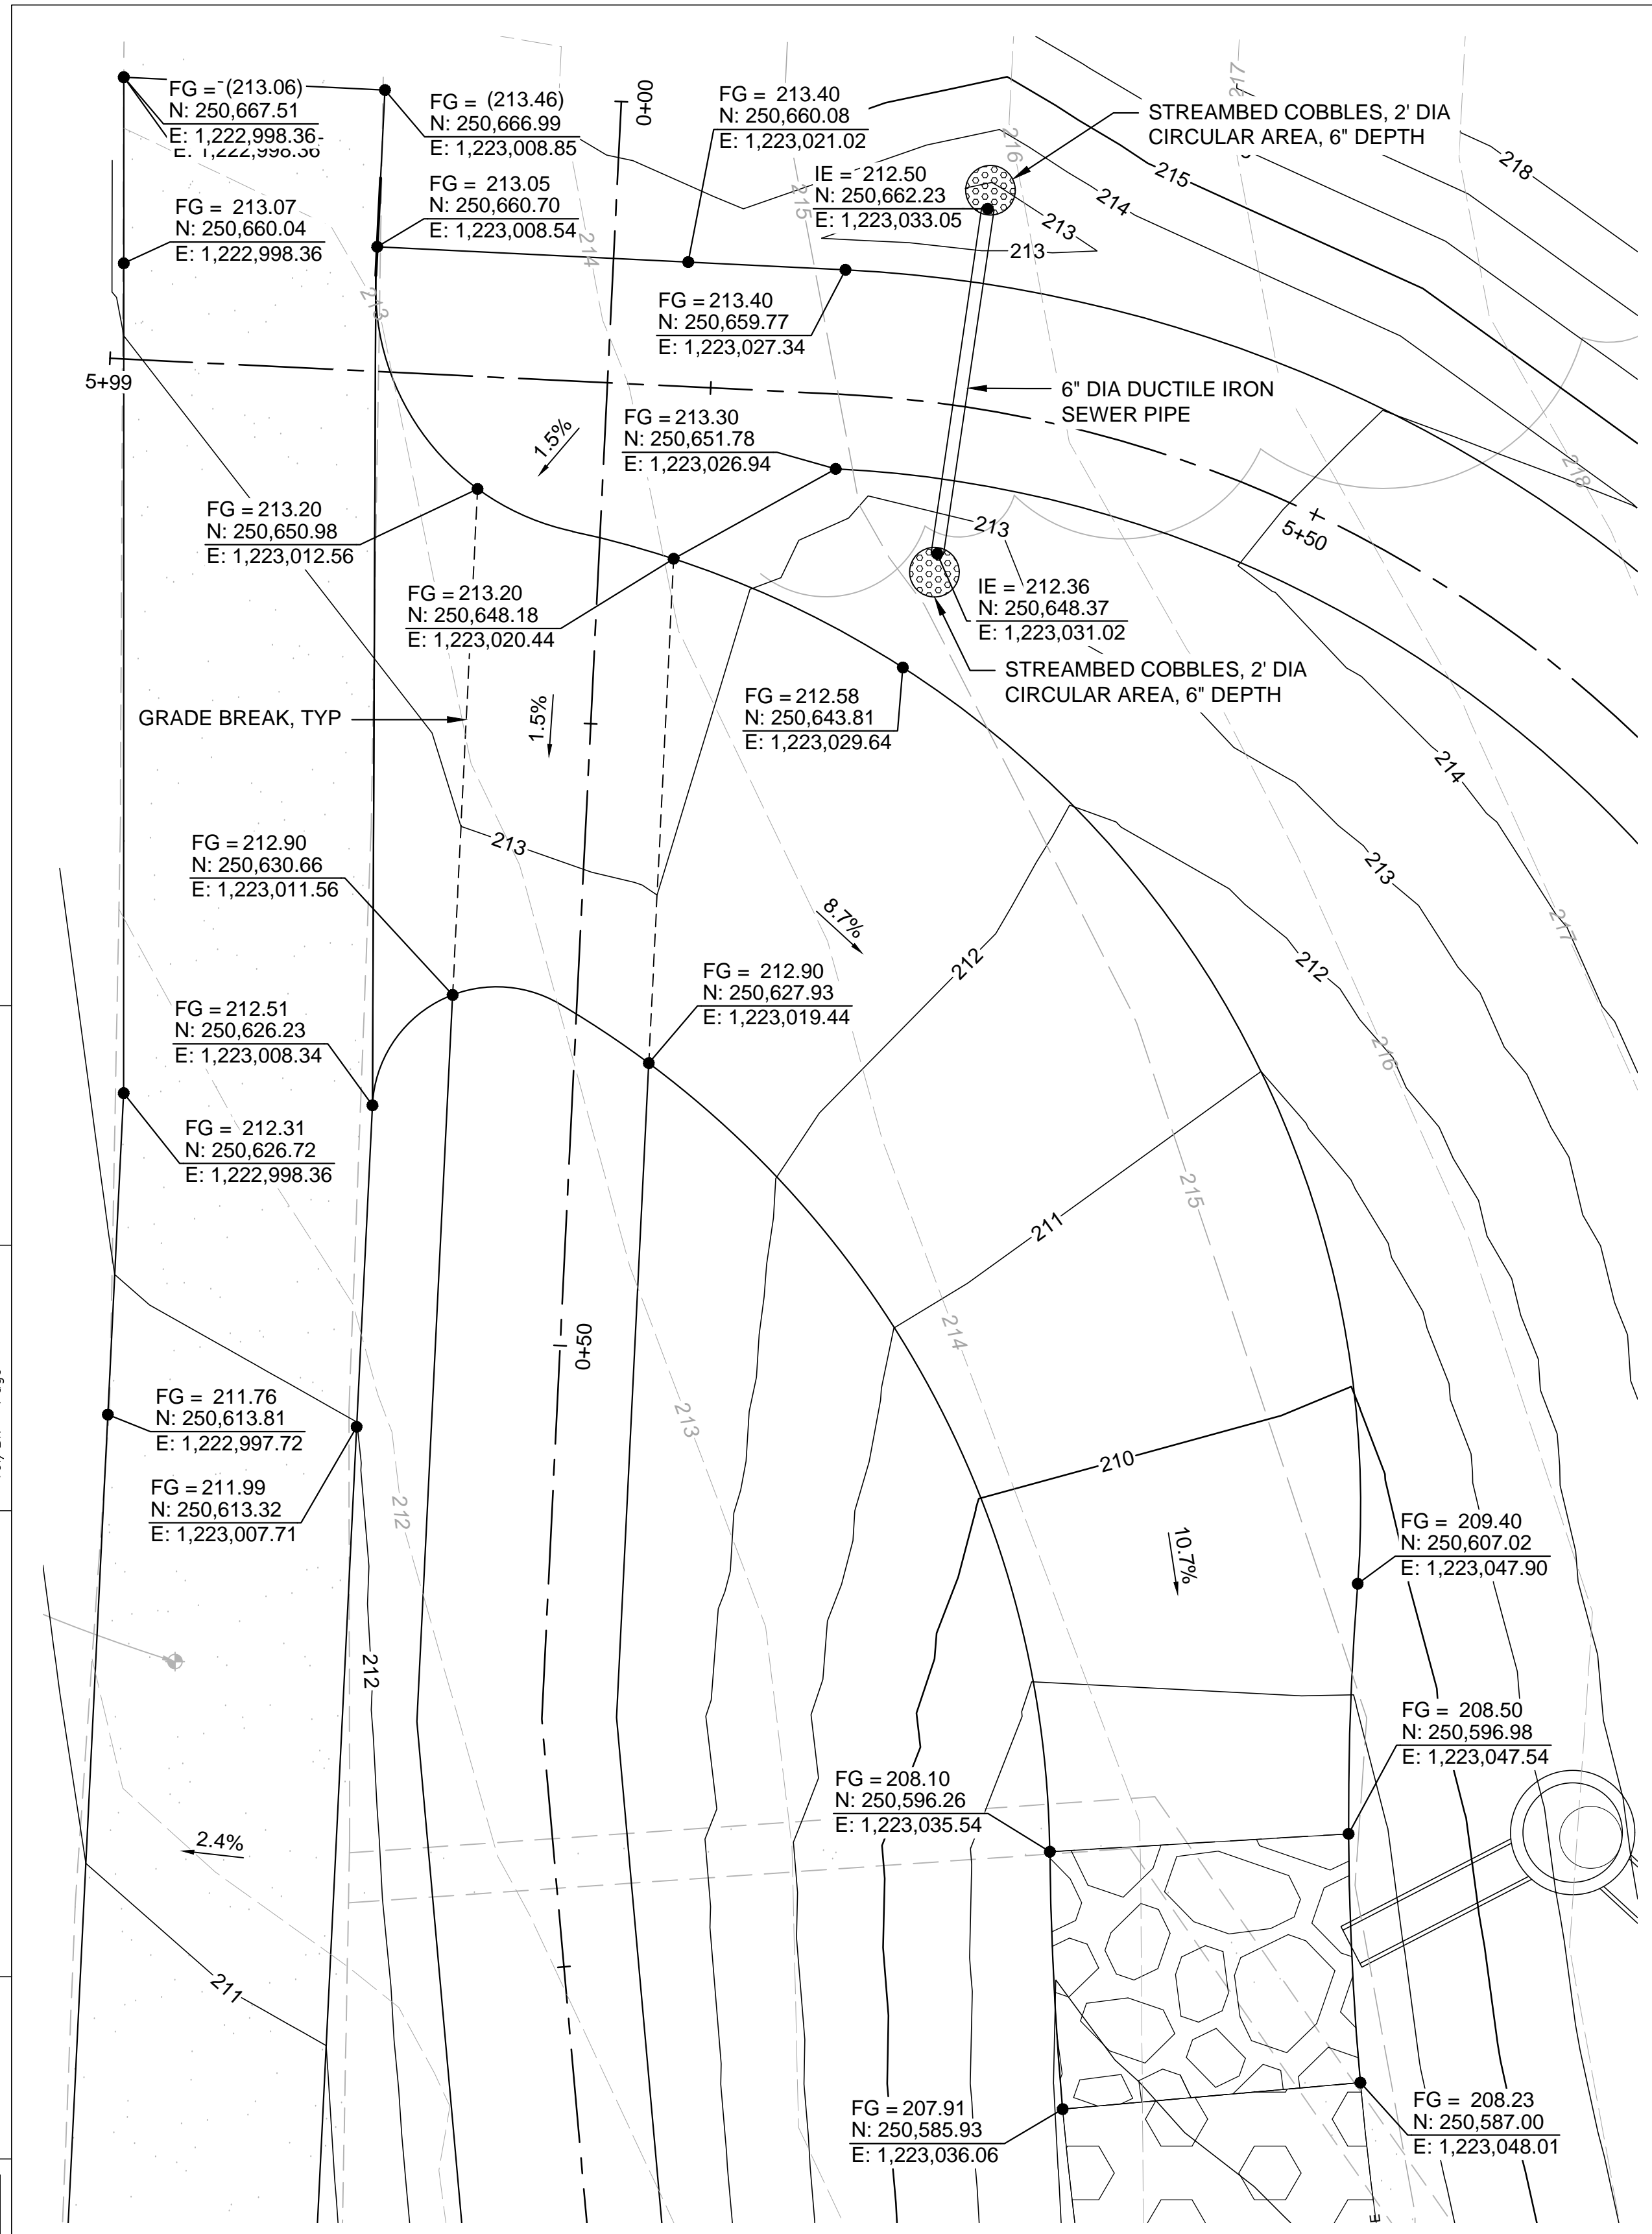 FG = (213.06)
N: 250,667.51
E: 1,222,998.36
E: 1,222,998.36
FG = (213.46)
N: 250,666.99
E: 1,223,008.85
00+0
FG = 213.40
N: 250,660.08
E: 1,223,021.02
217
STREAMBED COBBLES, 2' DIA
CIRCULAR AREA, 6" DEPTH
216
218
215
IE = 212.50
N: 250,662.23
E: 1,223,033.05
215
214
213
213
FG = 213.05
N: 250,660.70
E: 1,223,008.54
FG = 213.07
N: 250,660.04
E: 1,222,998.36
214
213
FG = 213.40
N: 250,659.77
E: 1,223,027.34
5+99
6" DIA DUCTILE IRON
SEWER PIPE
1.5%
FG = 213.30
N: 250,651.78
E: 1,223,026.94
218
FG = 213.20
N: 250,650.98
E: 1,223,012.56
213
5+50
FG = 213.20
N: 250,648.18
E: 1,223,020.44
IE = 212.36
N: 250,648.37
E: 1,223,031.02
STREAMBED COBBLES, 2' DIA
CIRCULAR AREA, 6" DEPTH
GRADE BREAK, TYP
1.5%
FG = 212.58
N: 250,643.81
E: 1,223,029.64
214
213
213
FG = 212.90
N: 250,630.66
E: 1,223,011.56
8.7%
217
212
212
FG = 212.90
N: 250,627.93
E: 1,223,019.44
FG = 212.51
N: 250,626.23
E: 1,223,008.34
216
FG = 212.31
N: 250,626.72
E: 1,222,998.36
215
211
0+50
214
FG = 211.76
N: 250,613.81
E: 1,222,997.72
213
210
FG = 211.99
N: 250,613.32
E: 1,223,007.71
212
10.7%
FG = 209.40
N: 250,607.02
E: 1,223,047.90
212
FG = 208.50
N: 250,596.98
E: 1,223,047.54
FG = 208.10
N: 250,596.26
E: 1,223,035.54
2.4%
211
FG = 207.91
N: 250,585.93
E: 1,223,036.06
FG = 208.23
N: 250,587.00
E: 1,223,048.01